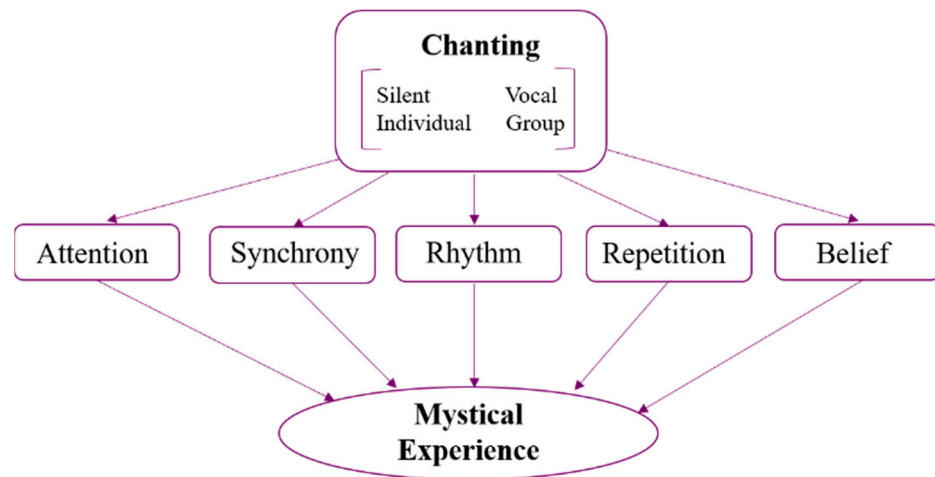 Chanting
Silent Vocal
Individual Group
Attention Synchrony Rhythm Repetition Belief
Mystical
Experience